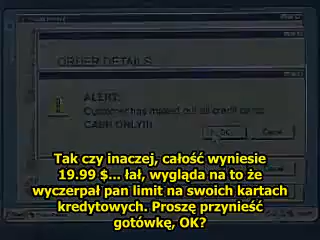 ORDER DETAILS
ALERT:
Customer has maxed out all credit cards
CASH ONLY!!!
OK
Cancel
Tak czy inaczej, całość wyniesie
19.99 $... łał, wygląda na to że
wyczerpał pan limit na swoich kartach
kredytowych. Proszę przynieść
gotówkę, OK?